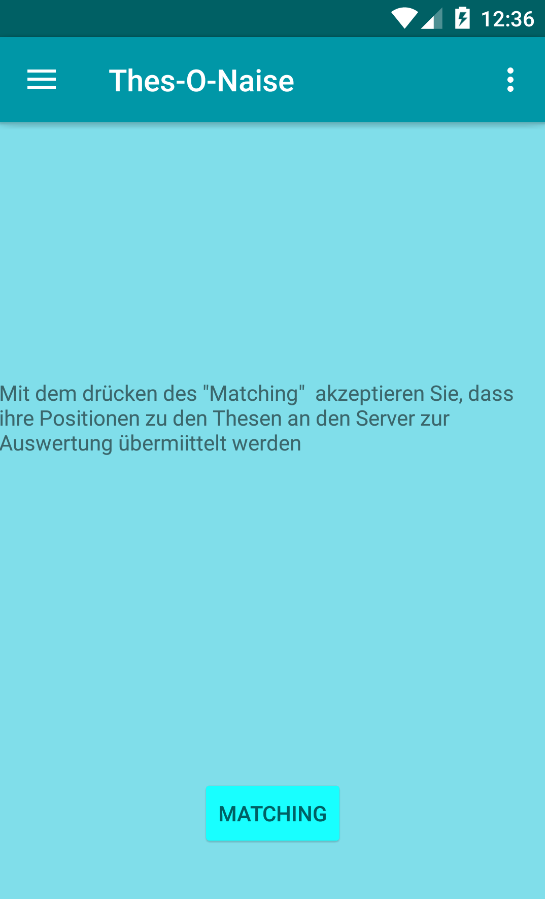 12:36
Thes-O-Naise
Mit dem drücken des "Matching"  akzeptieren Sie, dass
ihre Positionen zu den Thesen an den Server zur
Auswertung übermiittelt werden
MATCHING